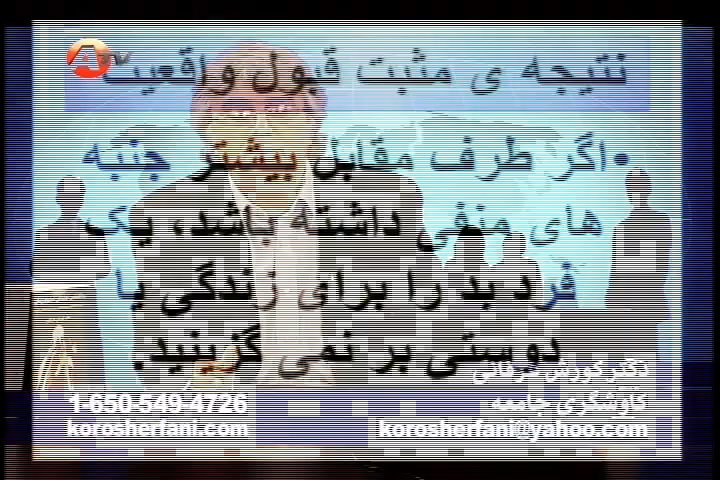 نتیجه ی مثبت قبول واقعیت
ATV
•اگر طرف مقابل بیشتر جنبه
های منفی داشته باشد، یک
فرد بد را برای زندگی یا
دوستی بر نمی گزینید.
دکتر کورش عرفانی
کاوشگری جامعه
1-650-549-4726
korosherfani.com
korosherfani@yahoo.com